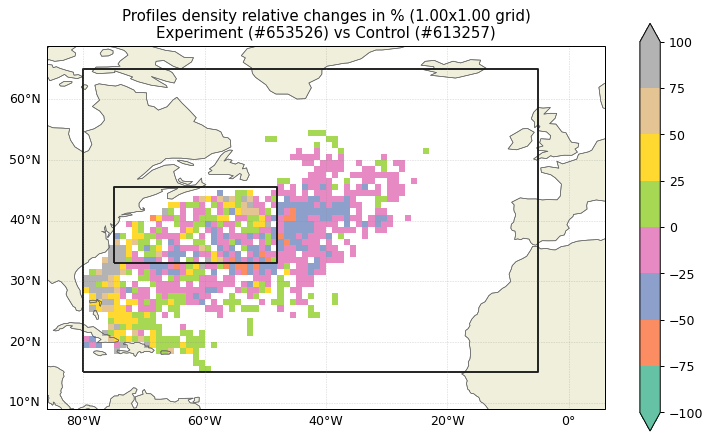 Profiles density relative changes in % (1.00x1.00 grid)
Experiment (#653526) vs Control (#613257)
60°N
50°N
40°N
30°N
20°N
10°N
80°W
60°W
40°W
20°W
0°
100
75
50
25
0
−25
−50
−75
−100